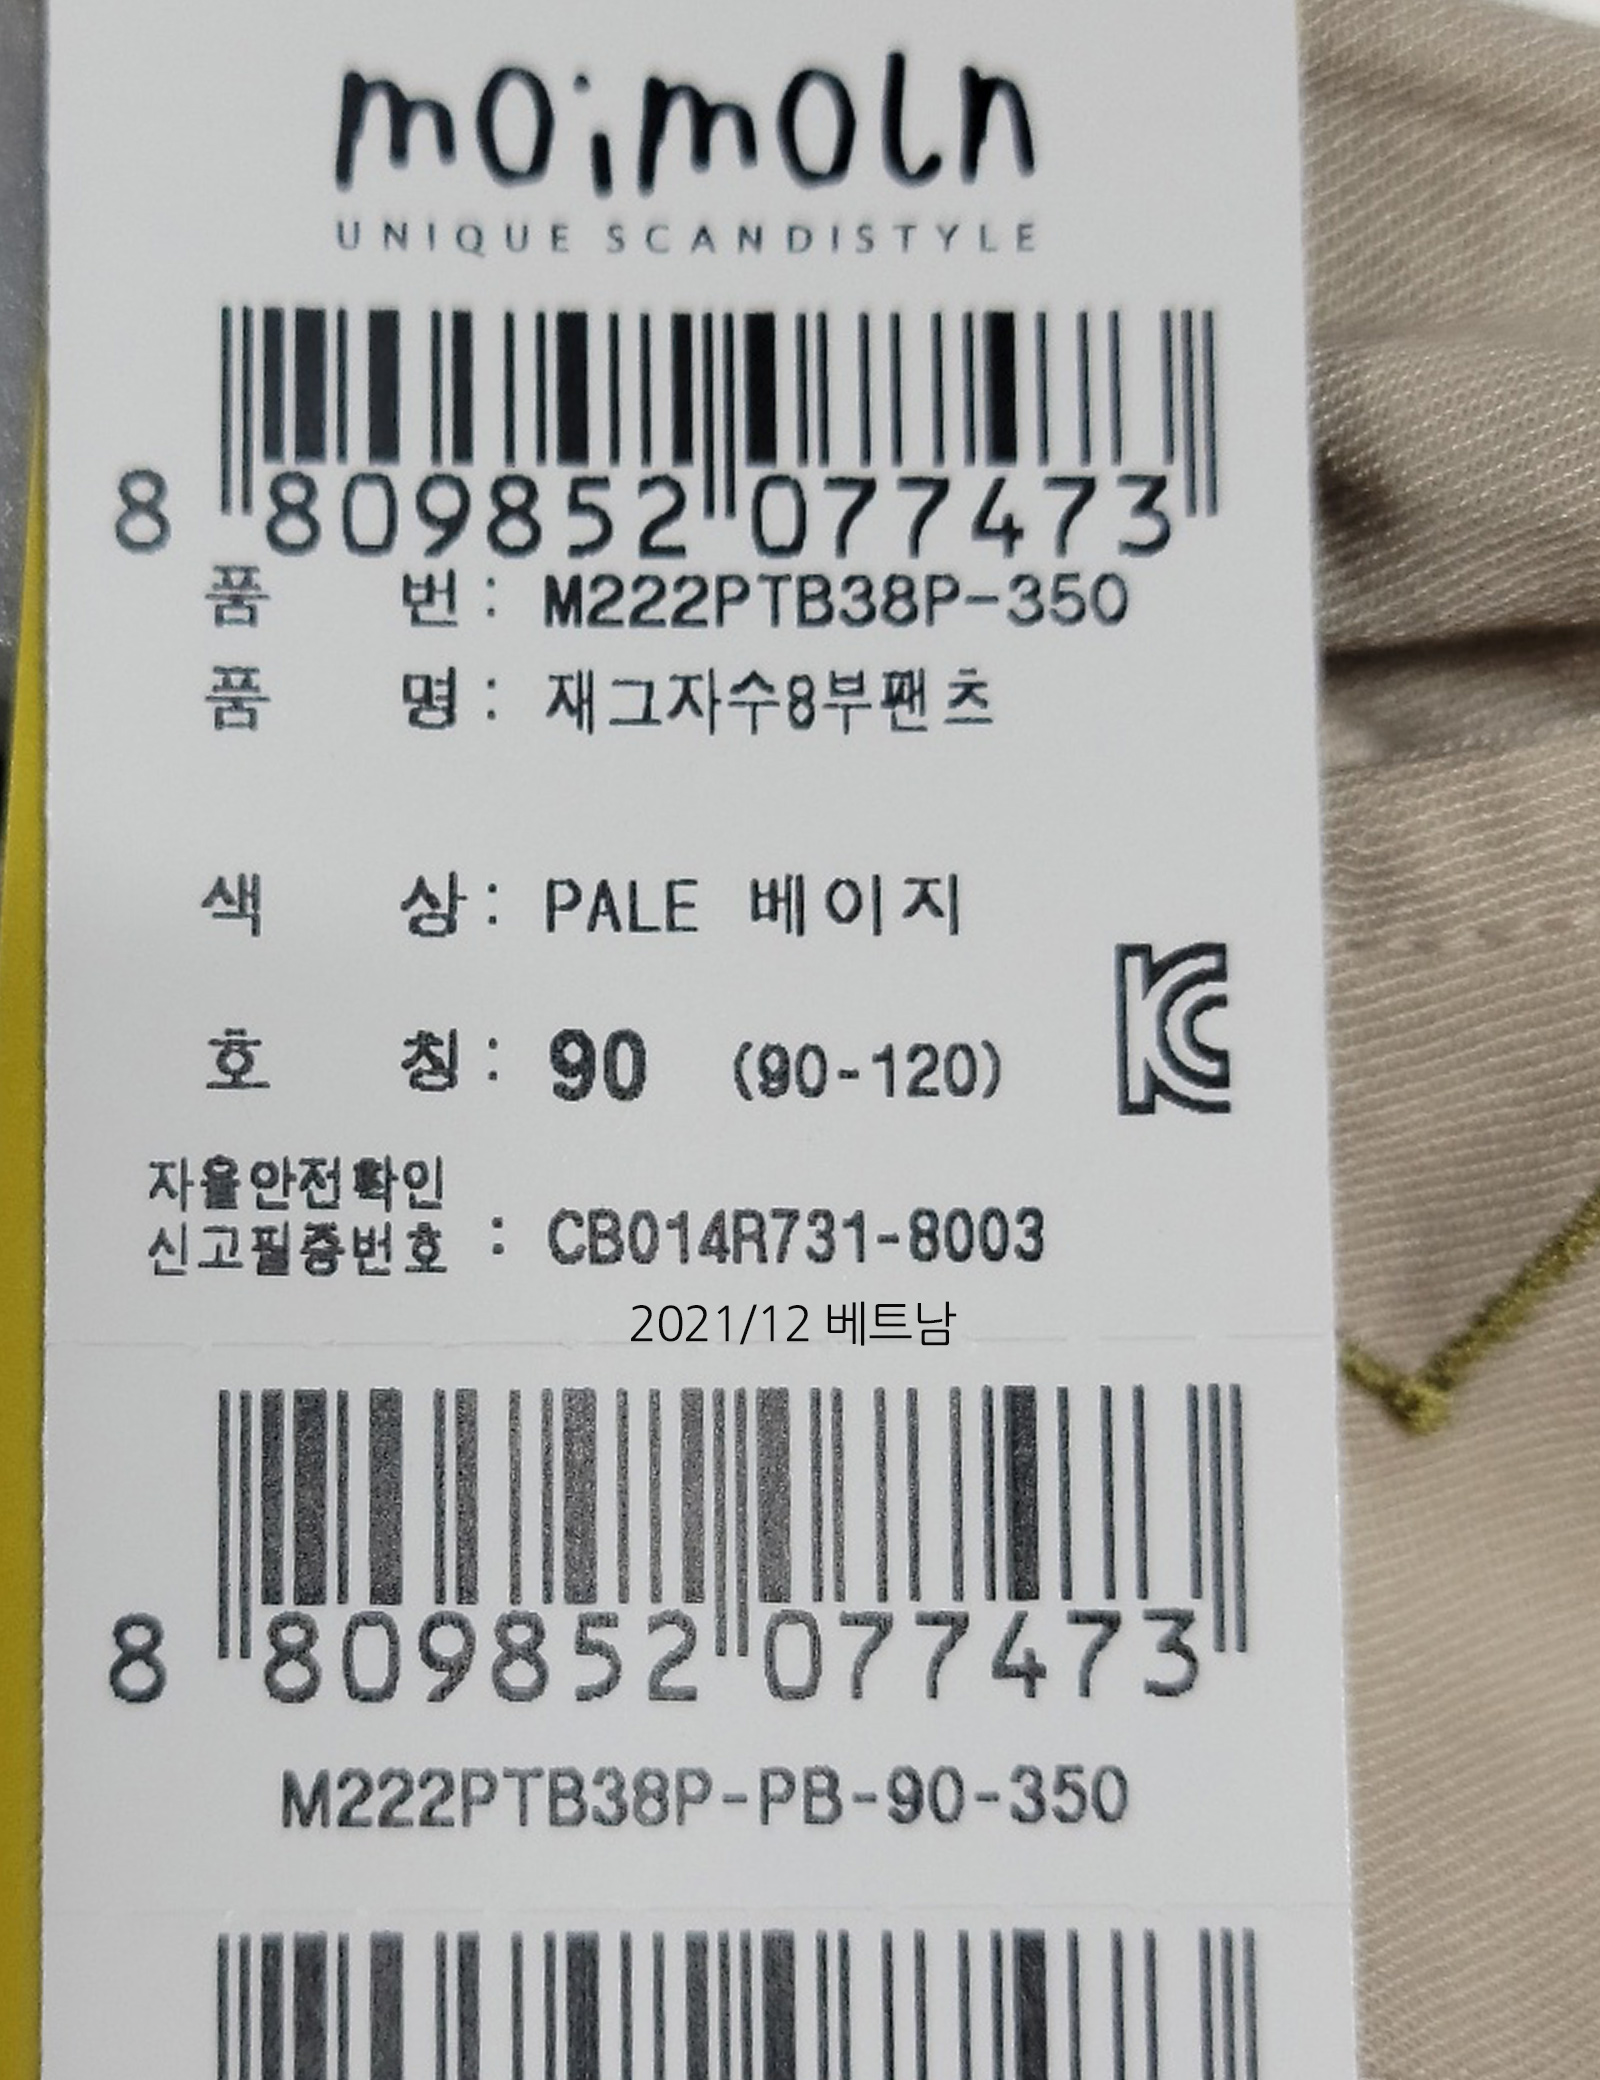 moimoln
UNIQUE SCANDISTYLE
8 809852 077473
품 번 : M222PTB38P-350
품 명 : 재그자수8부팬츠
색 상 : PALE 베이지
호 칭 : 90 (90-120)
자율안전확인
신고필증번호 : CB014R731-8003
2021/12 베트남
8 809852 077473
M222PTB38P-PB-90-350